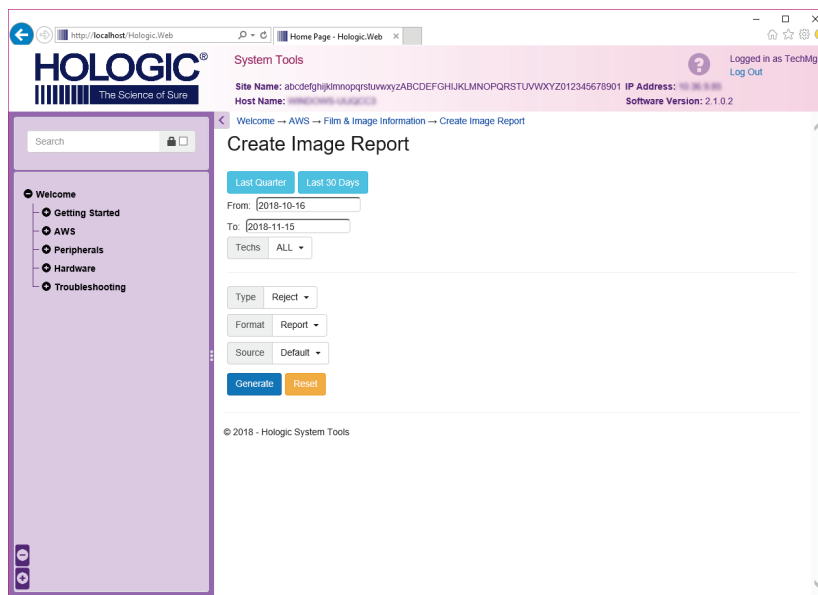 http://localhost/Hologic.Web
Home Page - Hologic.Web
HOLOGIC®
The Science of Sure
System Tools
Logged in as TechMg
Log Out
Site Name: abcdefghijklmnopqrstuvwxyzABCDEFGHIJKLMNOPQRSTUVWXYZ012345678901 IP Address:
Host Name:
Software Version: 2.1.0.2
Search
Welcome → AWS → Film & Image Information → Create Image Report
Create Image Report
Last Quarter Last 30 Days
From: 2018-10-16
To: 2018-11-15
Techs ALL
Type Reject
Format Report
Source Default
Generate Reset
© 2018 - Hologic System Tools
Welcome
Getting Started
AWS
Peripherals
Hardware
Troubleshooting